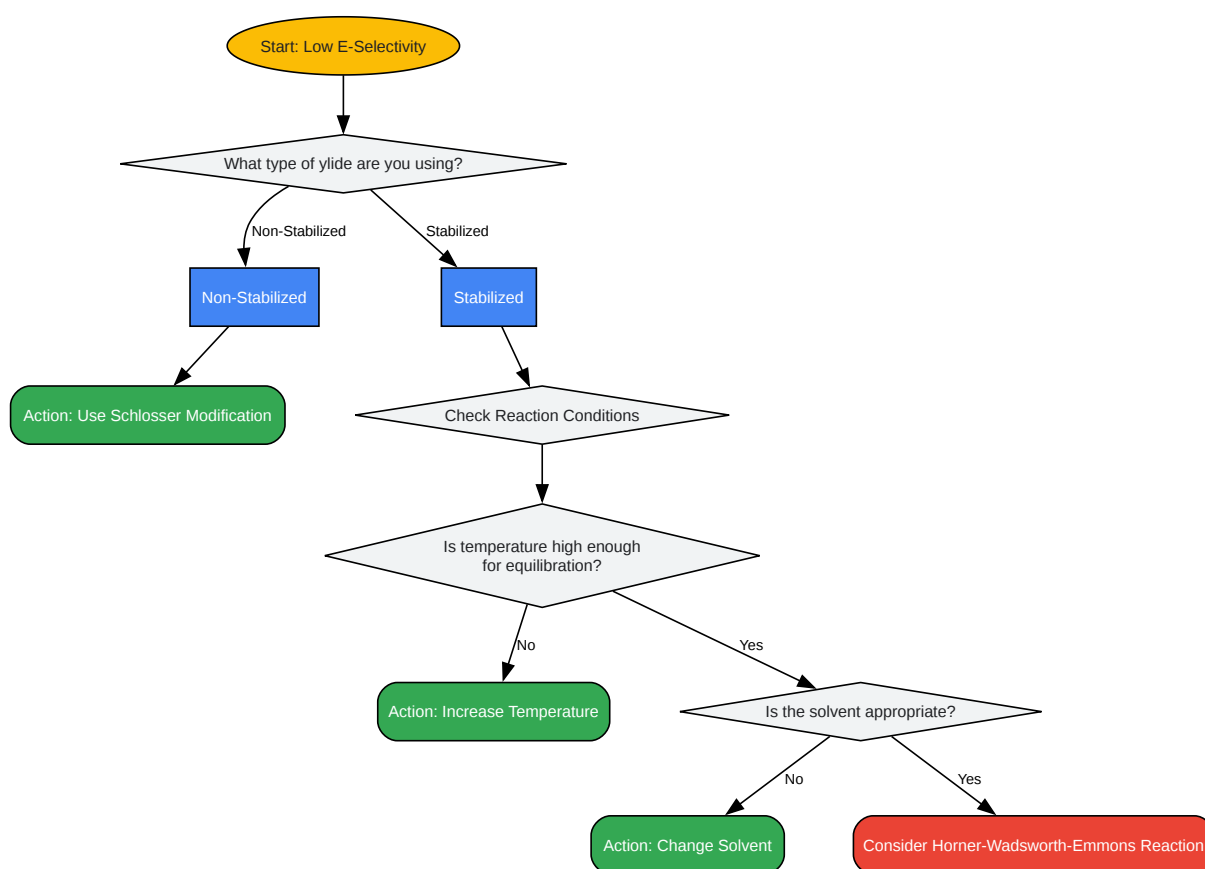 Start: Low E-Selectivity
What type of ylide are you using?
Non-Stabilized
Stabilized
Non-Stabilized
Stabilized
Action: Use Schlosser Modification
Check Reaction Conditions
Is temperature high enough
for equilibration?
No
Yes
Action: Increase Temperature
Is the solvent appropriate?
No
Yes
Action: Change Solvent
Consider Horner-Wadsworth-Emmons Reaction